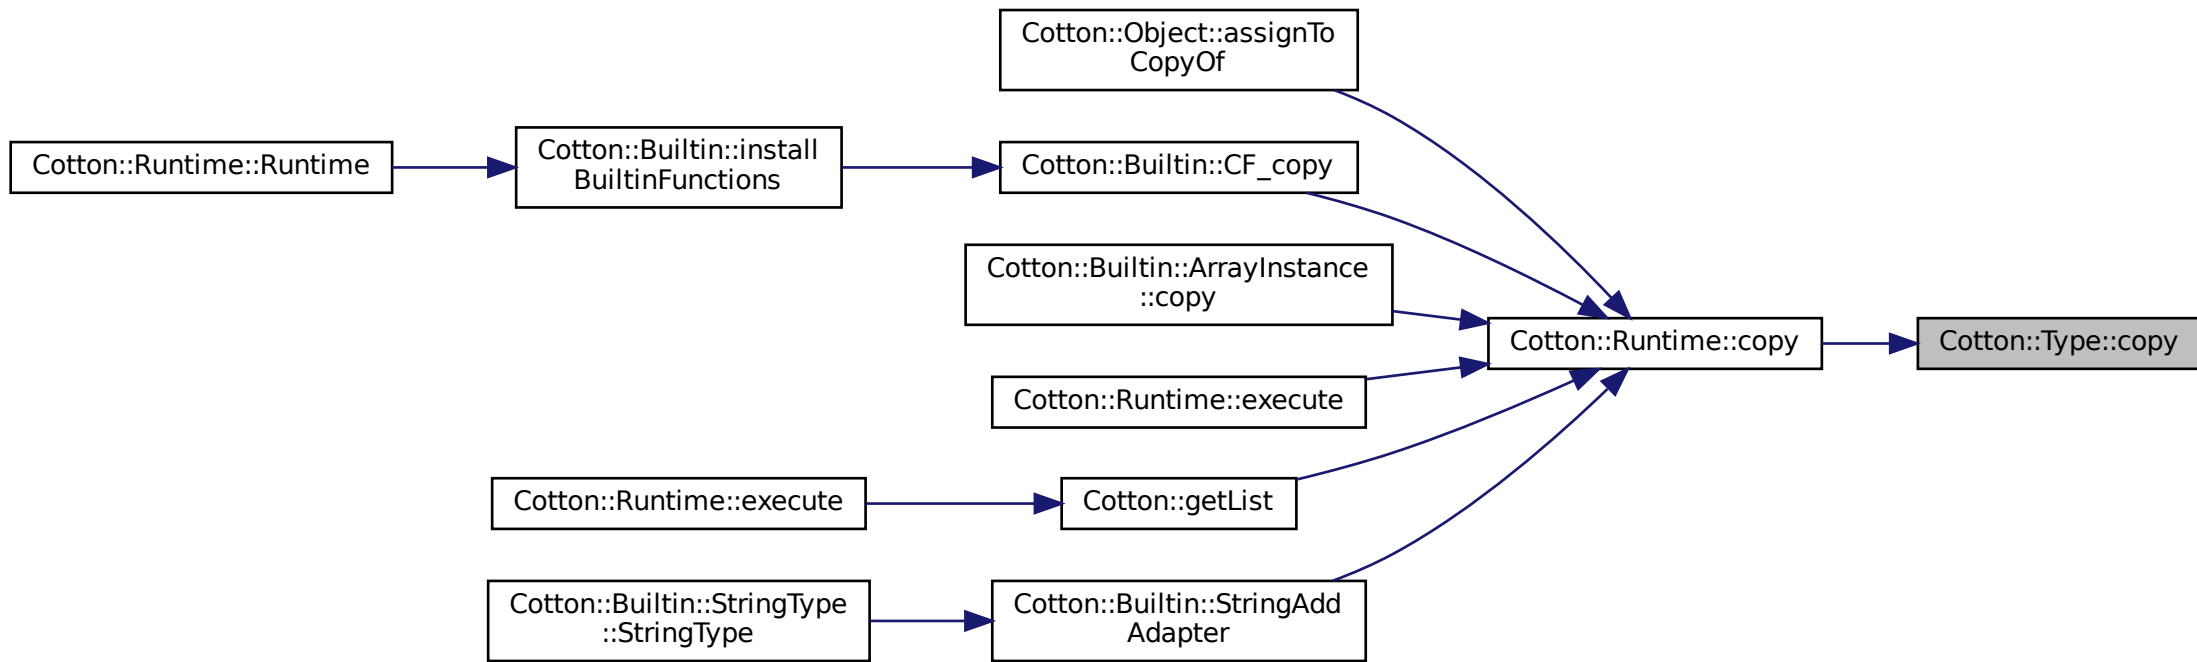 Cotton::Object::assignTo
CopyOf
Cotton::Runtime::Runtime
Cotton::Builtin::install
BuiltinFunctions
Cotton::Builtin::CF_copy
Cotton::Builtin::ArrayInstance
::copy
Cotton::Runtime::copy
Cotton::Type::copy
Cotton::Runtime::execute
Cotton::Runtime::execute
Cotton::getList
Cotton::Builtin::StringType
::StringType
Cotton::Builtin::StringAdd
Adapter